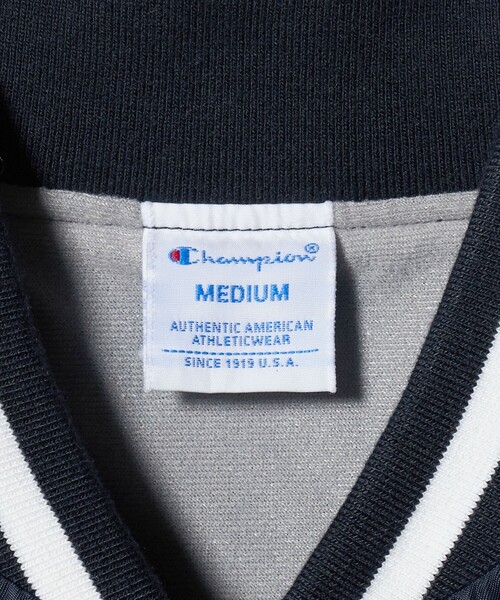 Champion®
MEDIUM
AUTHENTIC AMERICAN
ATHLETICWEAR
SINCE 1919 U.S.A.